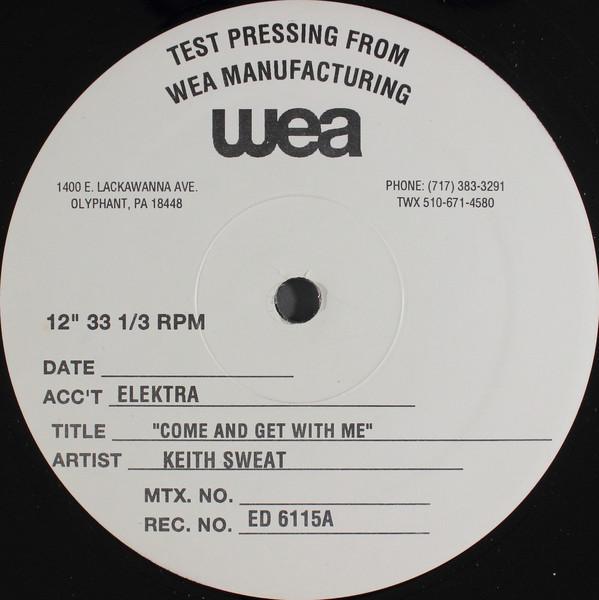 TEST PRESSING FROM
WEA MANUFACTURING
wea
1400 E. LACKAWANNA AVE.
OLYPHANT, PA 18448
PHONE: (717) 383-3291
TWX 510-671-4580
12" 33 1/3 RPM
DATE
ACC'T ELEKTRA
TITLE "COME AND GET WITH ME"
ARTIST KEITH SWEAT
MTX. NO.
REC. NO. ED 6115A